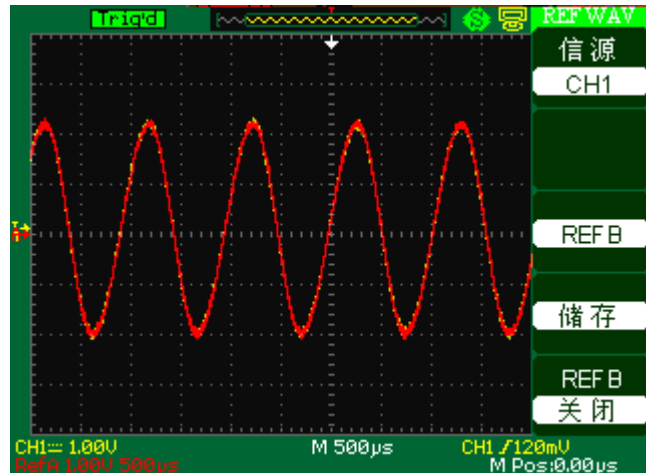 Trig'd
S
REF WAV
信源
CH1
REF B
储存
REF B
关闭
CH1 1.00V
M 500µs
CH1 /120mV
RefA 1.00V 500µs
M Pos:0.00µs